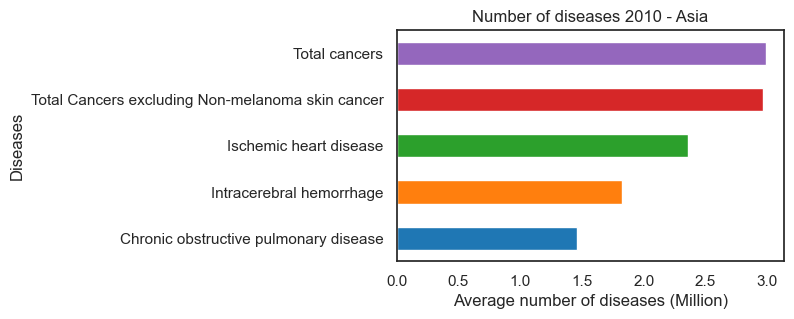 Number of diseases 2010 - Asia
Diseases
Total cancers
Total Cancers excluding Non-melanoma skin cancer
Ischemic heart disease
Intracerebral hemorrhage
Chronic obstructive pulmonary disease
0.0 0.5 1.0 1.5 2.0 2.5 3.0
Average number of diseases (Million)